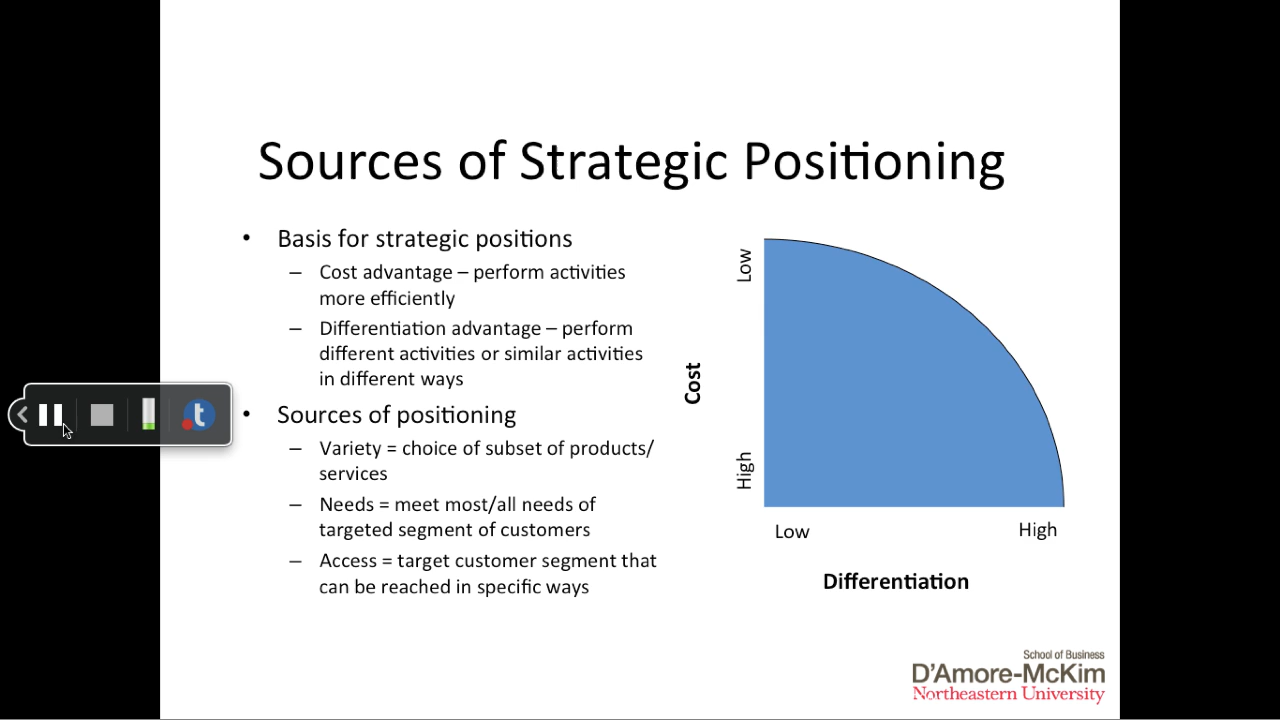 Sources of Strategic Positioning
• Basis for strategic positions
– Cost advantage – perform activities
more efficiently
– Differentiation advantage – perform
different activities or similar activities
in different ways
• Sources of positioning
– Variety = choice of subset of products/
services
– Needs = meet most/all needs of
targeted segment of customers
– Access = target customer segment that
can be reached in specific ways
Low
Cost
High
Low
High
Differentiation
t
School of Business
D'Amore-McKim
Northeastern University